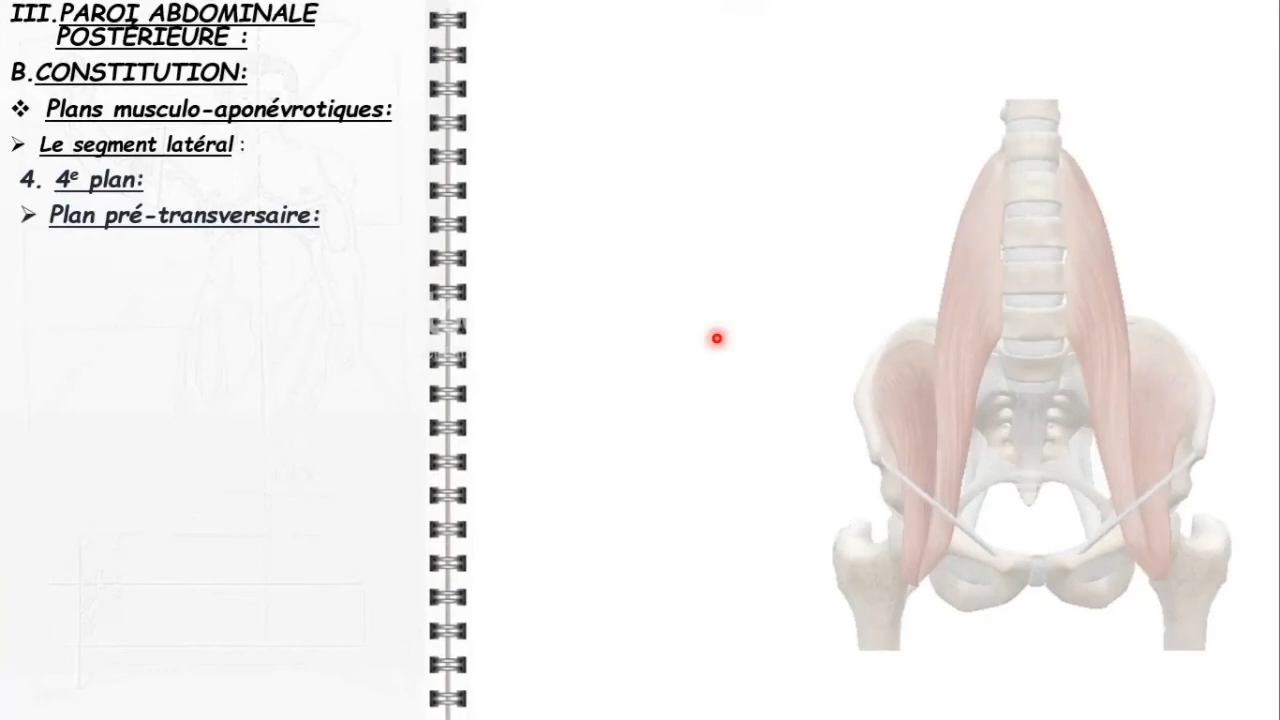 III.PAROI ABDOMINALE
POSTÉRIEURE :
B.CONSTITUTION:
❖ Plans musculo-aponévrotiques:
➢ Le segment latéral :
4. 4e plan:
➢ Plan pré-transversaire: